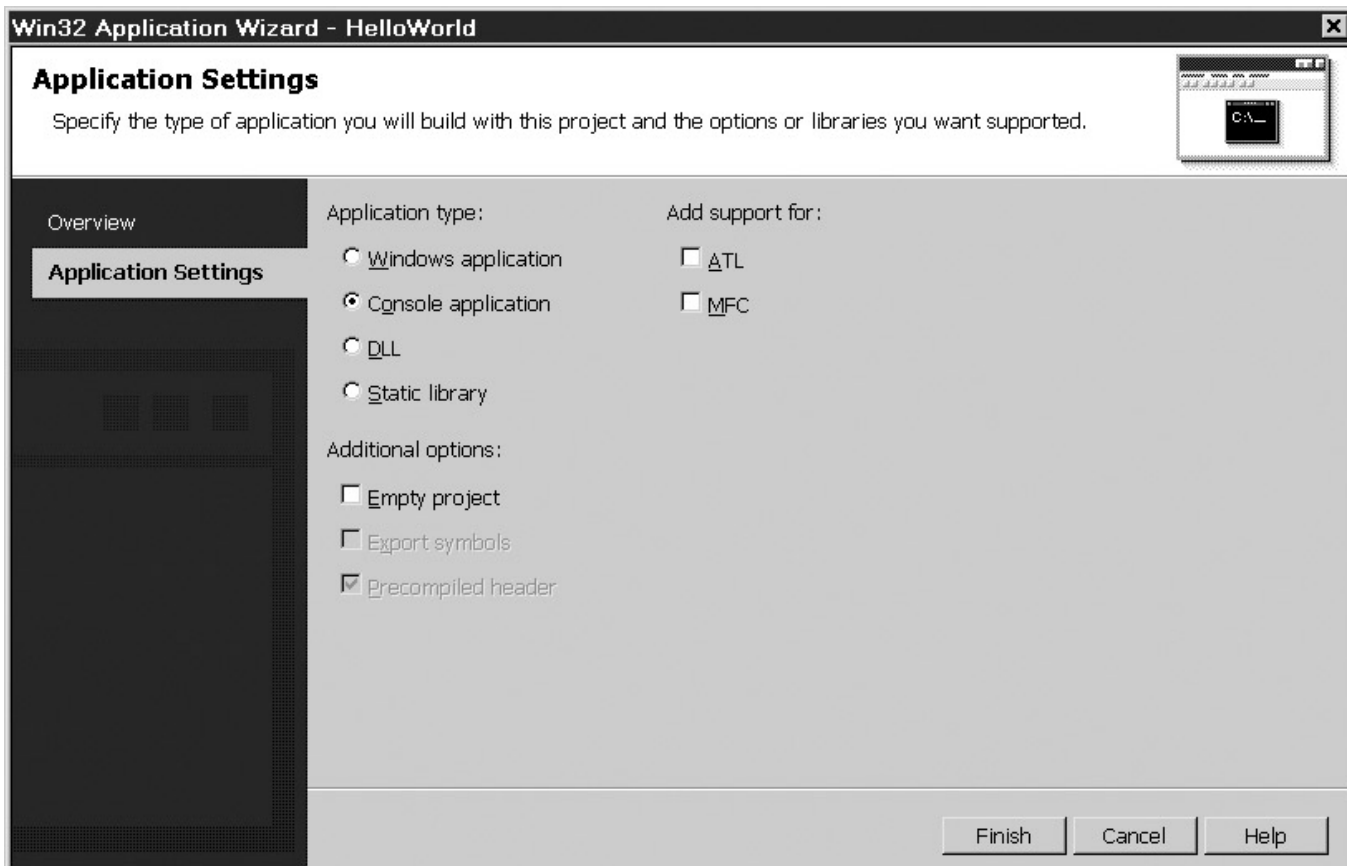 Win32 Application Wizard - HelloWorld
Application Settings
Specify the type of application you will build with this project and the options or libraries you want supported.
C:\_
Overview
Application Settings
Application type:
Windows application
Console application
DLL
Static library
Additional options:
Empty project
Export symbols
Precompiled header
Add support for:
ATL
MFC
Finish
Cancel
Help